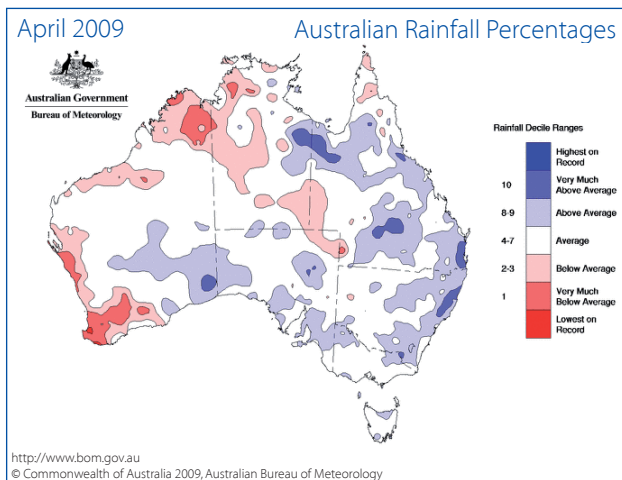 April 2009
Australian Rainfall Percentages
Australian Government
Bureau of Meteorology
Rainfall Decile Ranges
Highest on
Record
10
Very Much
Above Average
8-9
Above Average
4-7
Average
2-3
Below Average
1
Very Much
Below Average
Lowest on
Record
http://www.bom.gov.au
© Commonwealth of Australia 2009, Australian Bureau of Meteorology